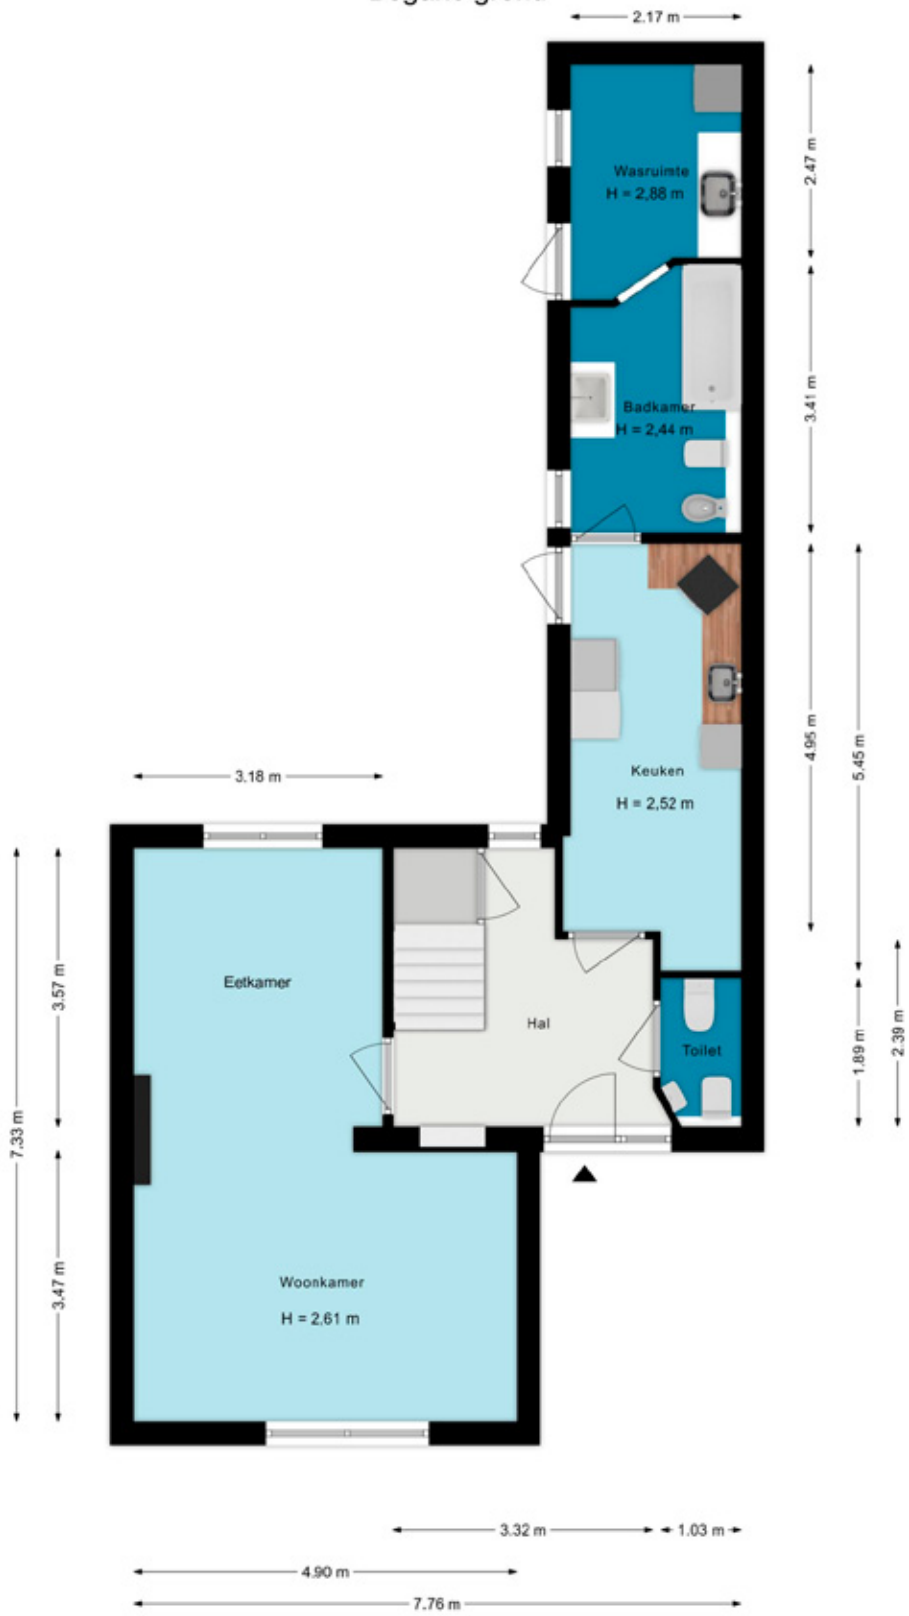 2.17 m
2.47 m
Wasruimte
H = 2,88 m
3.41 m
Badkamer
H = 2,44 m
4.95 m
5.45 m
Keuken
H = 2,52 m
3.18 m
3.57 m
7.33 m
Eetkamer
Hal
Toilet
1.89 m
2.39 m
3.47 m
Woonkamer
H = 2,61 m
3.32 m
1.03 m
4.90 m
7.76 m